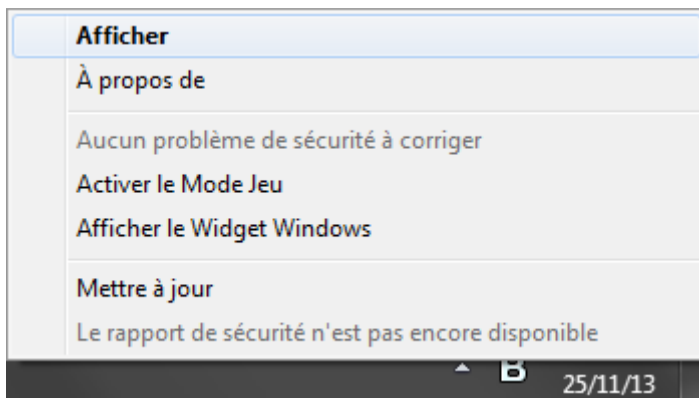 Afficher
À propos de
Aucun problème de sécurité à corriger
Activer le Mode Jeu
Afficher le Widget Windows
Mettre à jour
Le rapport de sécurité n'est pas encore disponible
B
25/11/13